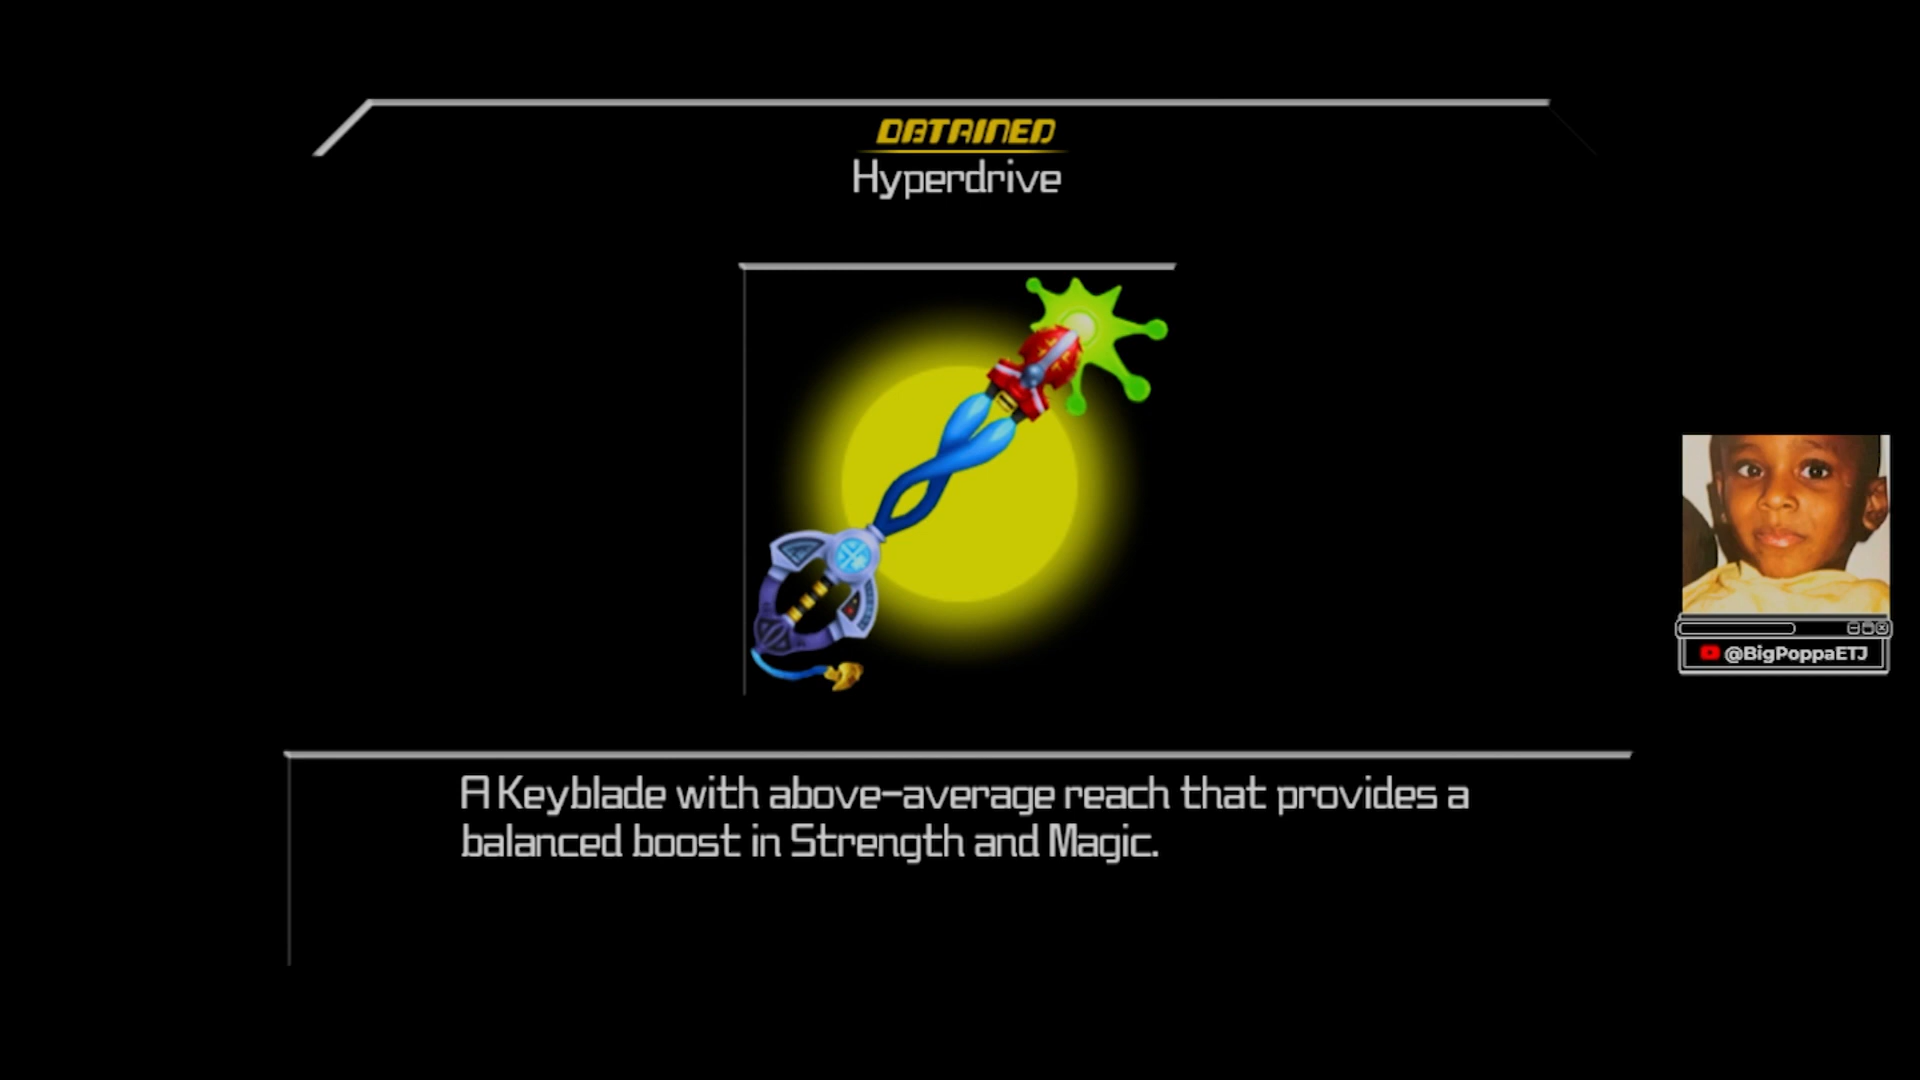 OBTAINED
Hyperdrive
@BigPoppaETJ
A Keyblade with above-average reach that provides a
balanced boost in Strength and Magic.